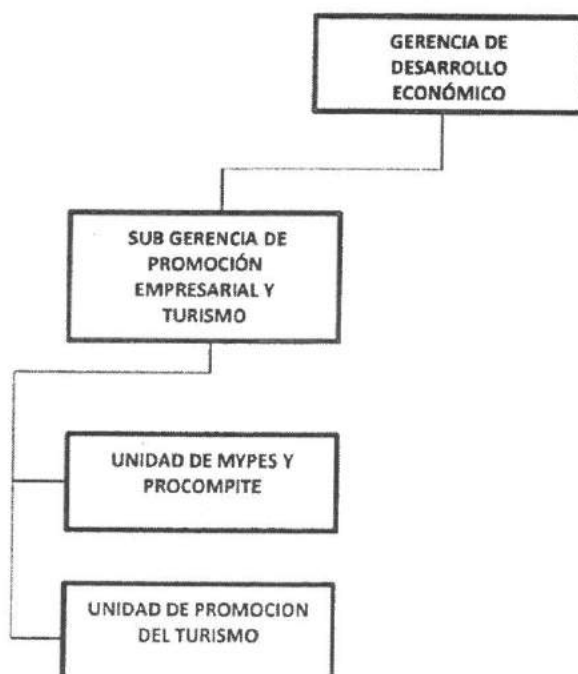 GERENCIA DE
DESARROLLO
ECONÓMICO
SUB GERENCIA DE
PROMOCIÓN
EMPRESARIAL Y
TURISMO
UNIDAD DE MYPES Y
PROCOMPITE
UNIDAD DE PROMOCION
DEL TURISMO